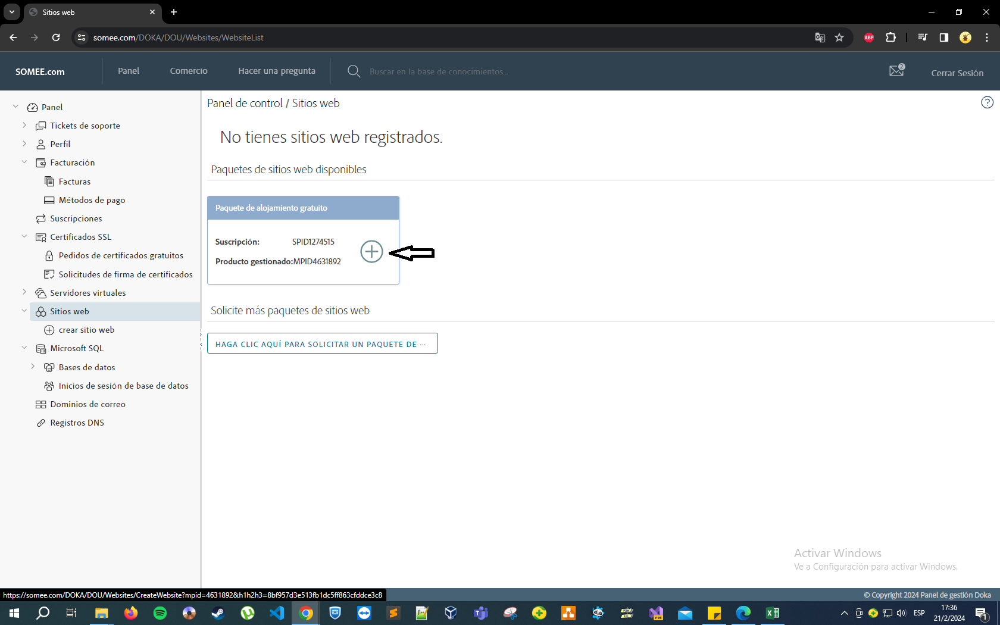 Sitios web
somee.com/DOKA/DOU/Websites/WebsiteList
ABP
SOMEE.com
Panel
Comercio
Hacer una pregunta
Buscar en la base de conocimientos...
2
Cerrar Sesión
Panel
Tickets de soporte
Perfil
Facturación
Facturas
Métodos de pago
Suscripciones
Certificados SSL
Pedidos de certificados gratuitos
Solicitudes de firma de certificados
Servidores virtuales
Sitios web
crear sitio web
Microsoft SQL
Bases de datos
Inicios de sesión de base de datos
Dominios de correo
Registros DNS
Panel de control / Sitios web
?
No tienes sitios web registrados.
Paquetes de sitios web disponibles
Paquete de alojamiento gratuito
Suscripción: SPID1274515
Producto gestionado:MPID4631892
Solicite más paquetes de sitios web
HAGA CLIC AQUÍ PARA SOLICITAR UN PAQUETE DE ...
Activar Windows
Ve a Configuración para activar Windows.
https://somee.com/DOKA/DOU/Websites/CreateWebsite?mpid=4631892&h1h2h3=8bf957d3e513fb1dc5ff863cfddce3c8
© Copyright 2024 Panel de gestión Doka
PRE
ESP
17:36
21/2/2024
1